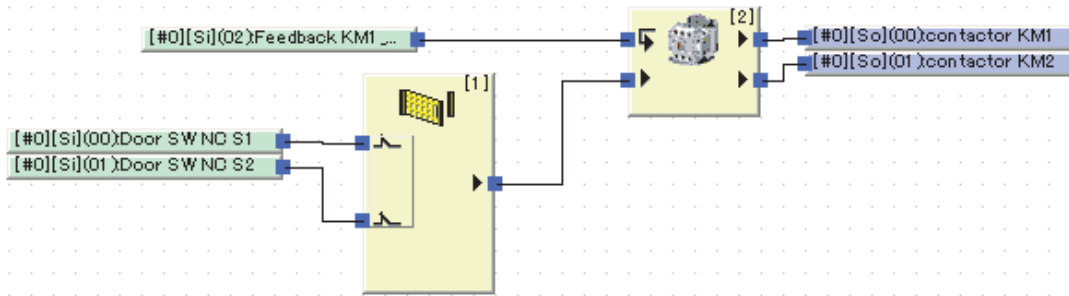 [2]
[#0][Si](02):Feedback KM1 _...
[#0][So](00):contactor KM1
[#0][So](01):contactor KM2
[1]
[#0][Si](00):Door SW NC S1
[#0][Si](01):Door SW NC S2